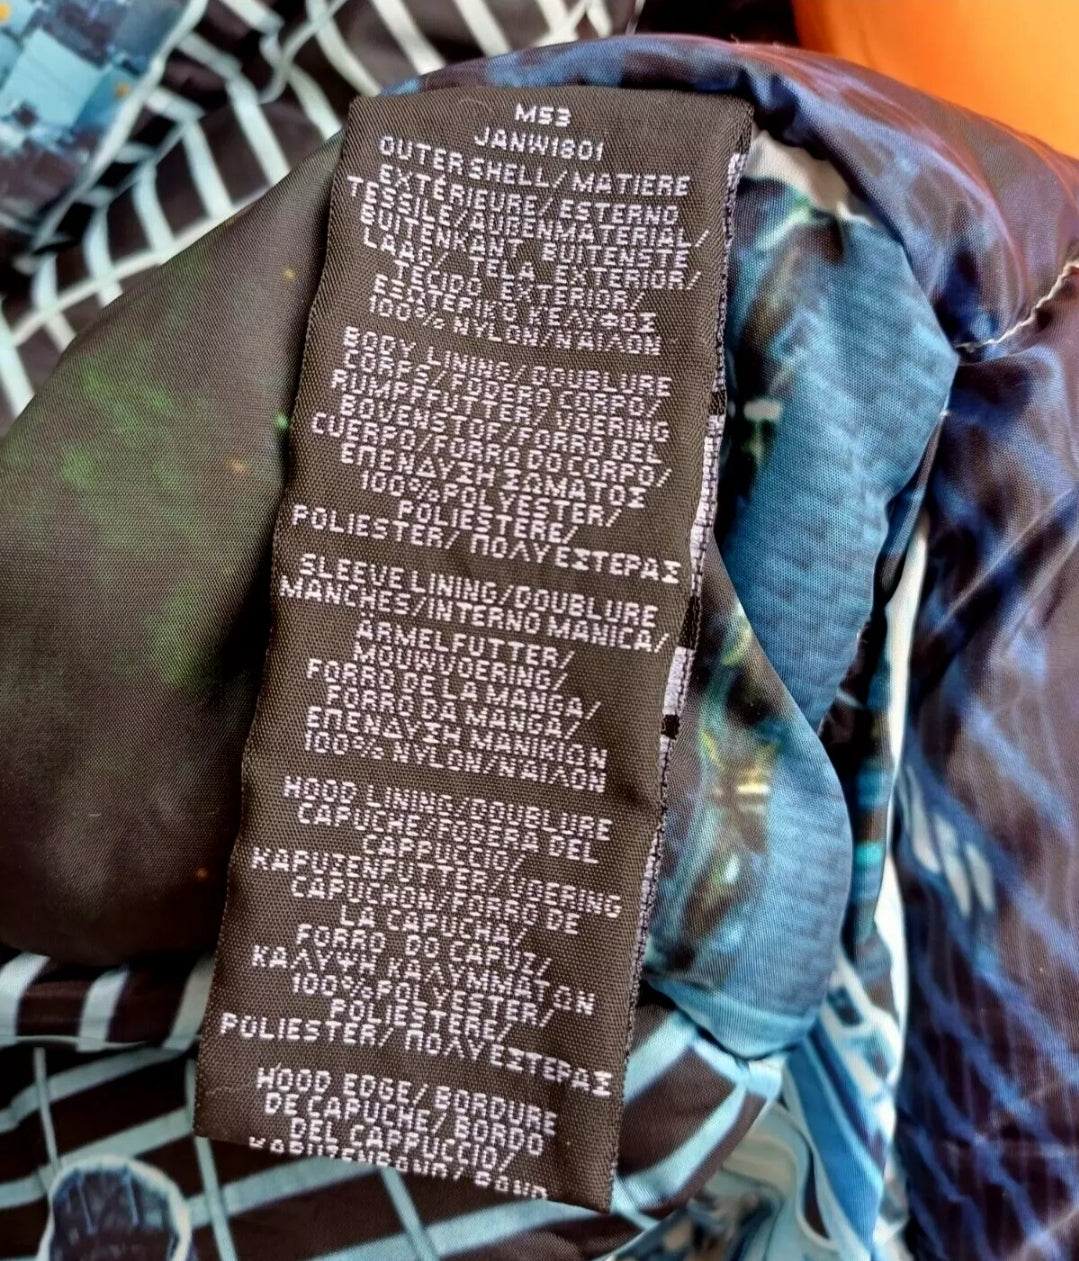 M53
JANW1801
OUTER SHELL/MATIERE
EXTÉRIEURE/ESTERNO
TESSILE/AUßENMATERIAL/
BUITENKANT BUITENSTE
LAAG/ TELA EXTERIOR/
TECIDO EXTERIOR/
ΕΞΩΤΕΡΙΚΟ ΚΕΛΥΦΟΣ
100% NYLON/ΝΑΙΛΟΝ
BODY LINING/DOUBLURE
CORPS/FODERO CORPO/
RUMPFFUTTER/VOERING
BOVENSTOF/FORRO DEL
CUERPO/FORRO DO CORPO/
ΕΠΕΝΔΥΣΗ ΣΩΜΑΤΟΣ
100%POLYESTER/
POLIESTERE/
POLIESTER/ ΠΟΛΥΕΣΤΕΡΑΣ
SLEEVE LINING/DOUBLURE
MANCHES/INTERNO MANICA/
ÄRMELFUTTER/
MOUWVOERING/
FORRO DE LA MANGA/
FORRO DA MANGA/
ΕΠΕΝΔΥΣΗ ΜΑΝΙΚΙΩΝ
100% NYLON/ΝΑΙΛΟΝ
HOOD LINING/DOUBLURE
CAPUCHE/FODERA DEL
CAPPUCCIO/
KAPUZENFUTTER/VOERING
CAPUCHON/FORRO DE
LA CAPUCHA/
FORRO DO CAPUZ/
ΚΑΛΥΨΗ ΚΑΛΥΜΜΑΤΩΝ
100%POLYESTER/
POLIESTERE/
POLIESTER/ ΠΟΛΥΕΣΤΕΡΑΣ
HOOD EDGE/BORDURE
DE CAPUCHE/BORDO
DEL CAPPUCCIO/